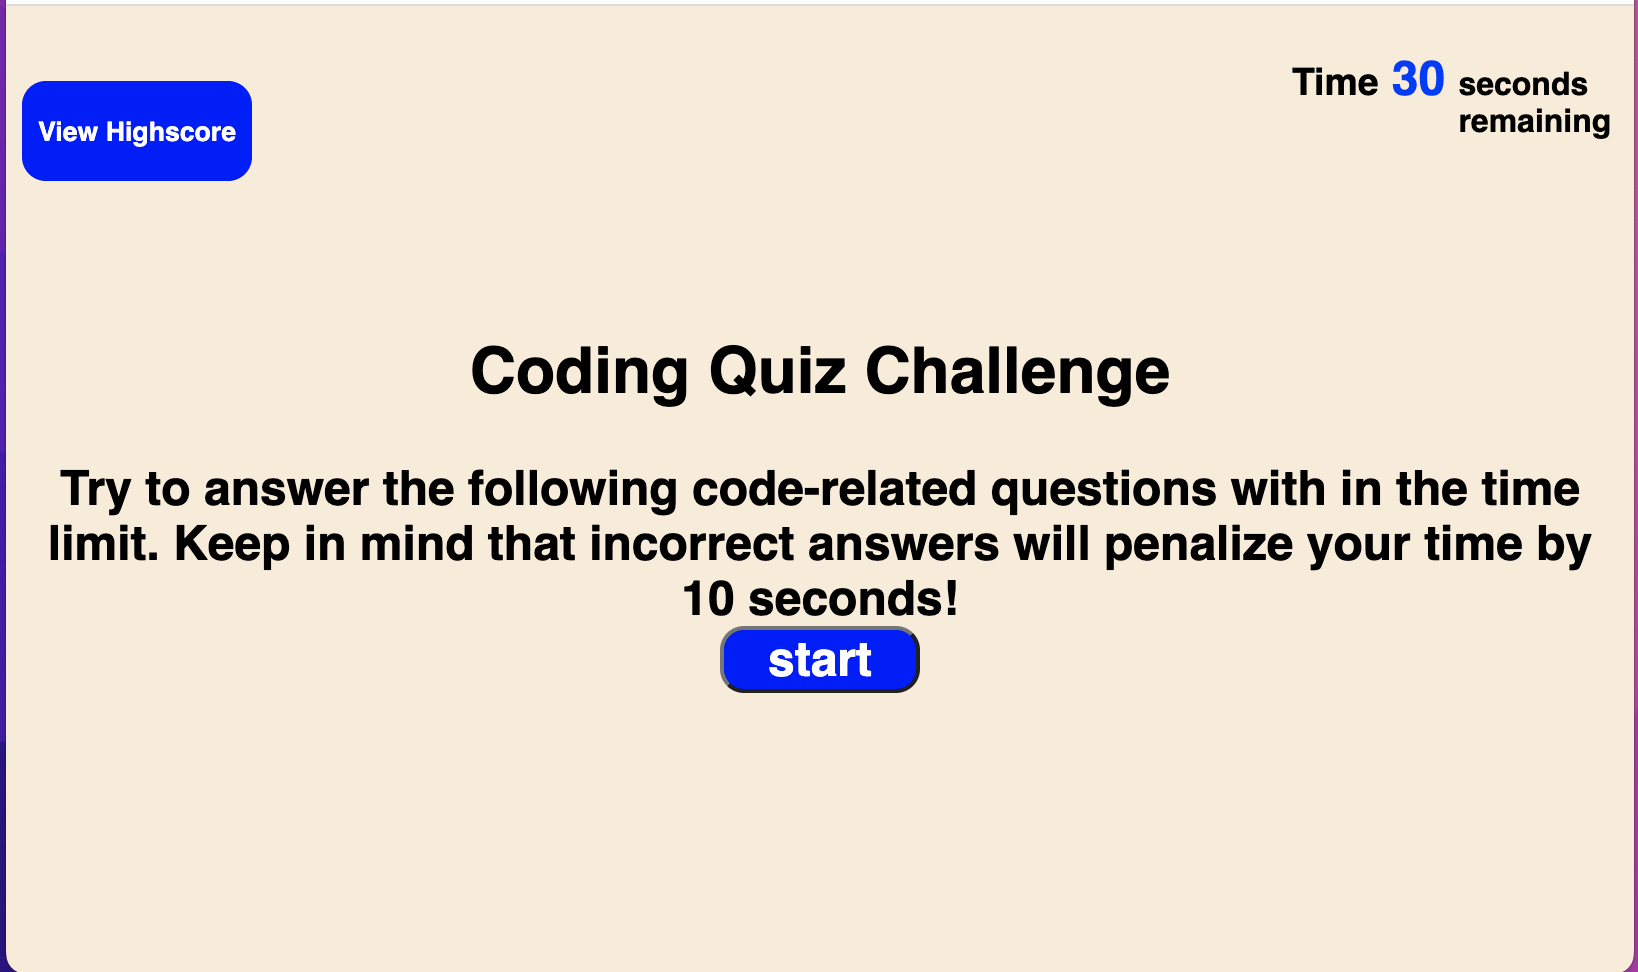 View Highscore
Time 30 seconds
remaining
Coding Quiz Challenge
Try to answer the following code-related questions with in the time
limit. Keep in mind that incorrect answers will penalize your time by
10 seconds!
start